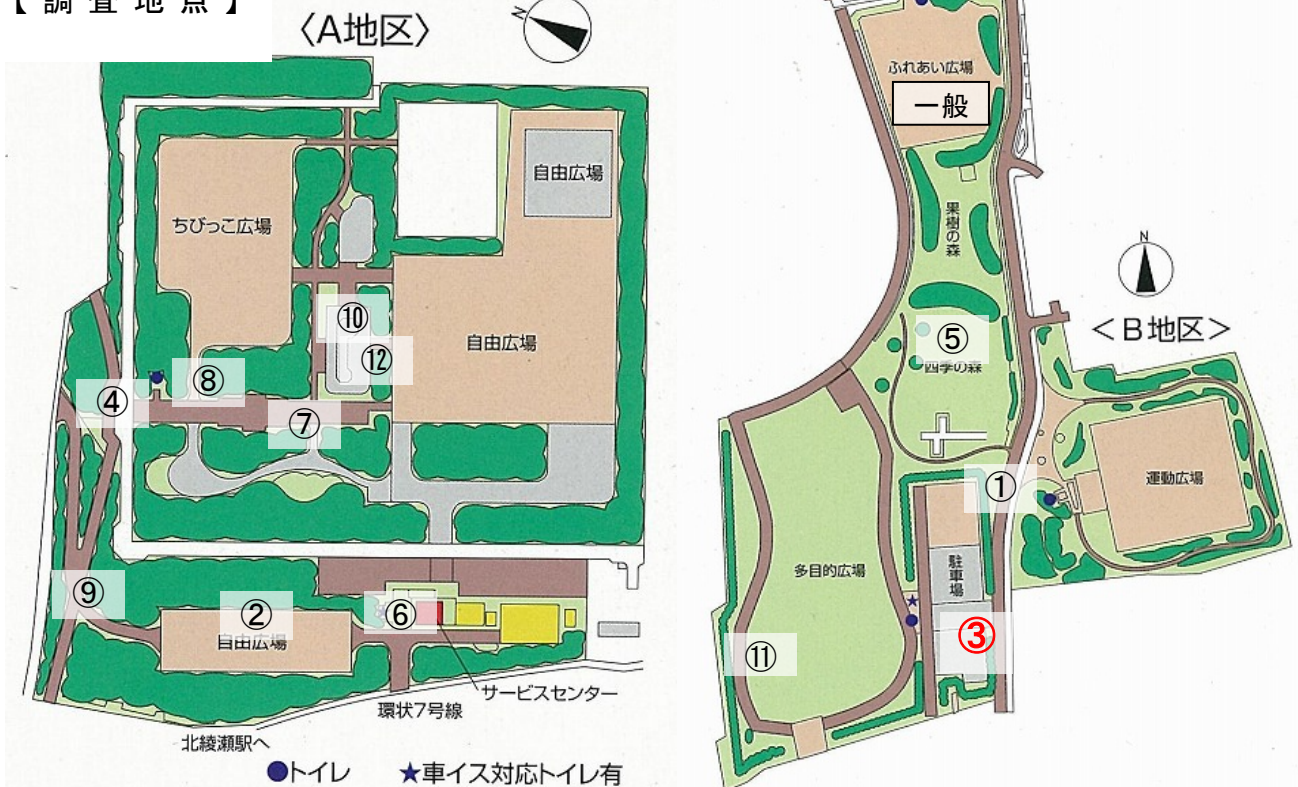 【調査地点】
〈A地区〉
N
ちびっこ広場
自由広場
自由広場
⑩
⑫
⑧
④
⑦
⑨
②
自由広場
⑥
サービスセンター
環状7号線
北綾瀬駅へ
●トイレ
★車イス対応トイレ有
ふれあい広場
一般
果樹の森
N
<B地区>
⑤
四季の森
①
運動広場
多目的広場
駐車場
③
⑪